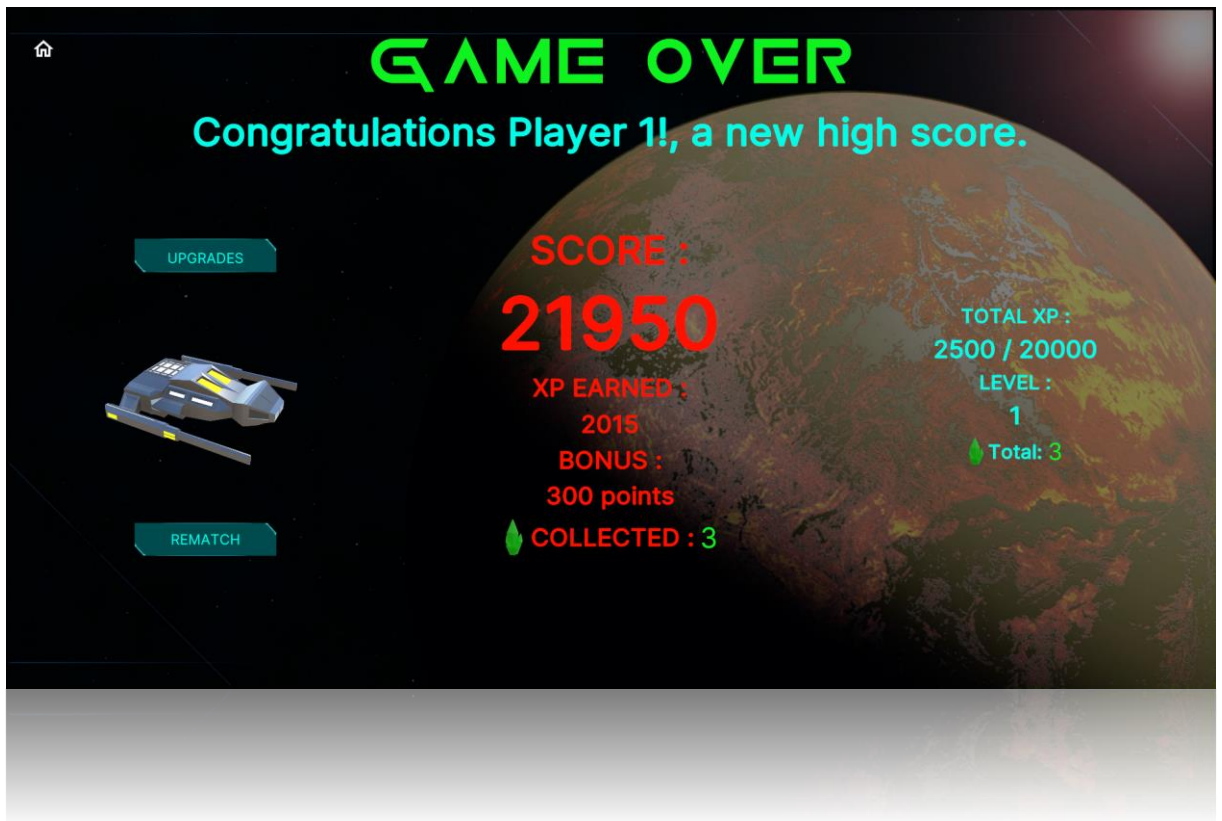 GAME OVER
Congratulations Player 1!, a new high score.
UPGRADES
REMATCH
SCORE :
21950
XP EARNED :
2015
BONUS :
300 points
COLLECTED : 3
TOTAL XP :
2500 / 20000
LEVEL :
1
Total: 3